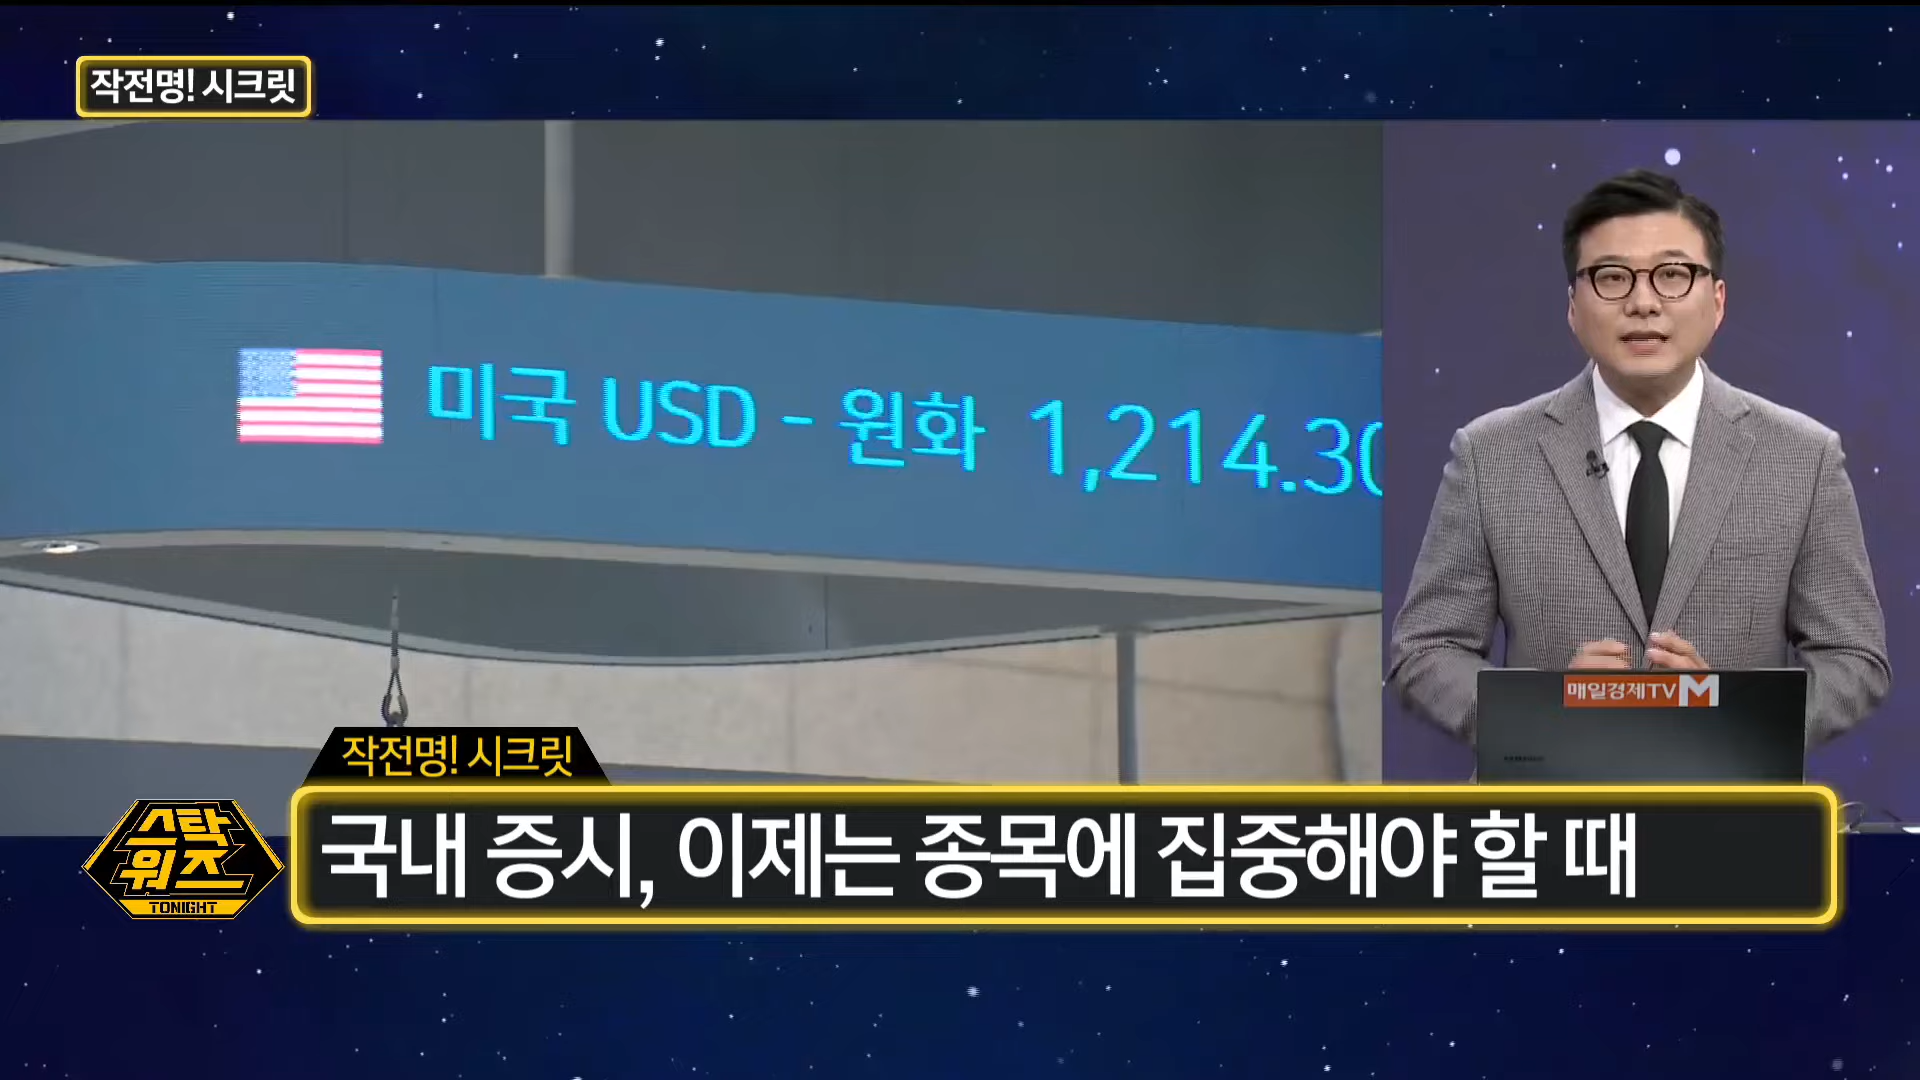 작전명! 시크릿
미국 USD - 원화 1,214.30
매일경제TV M
작전명! 시크릿
스탁
워즈
TONIGHT
국내 증시, 이제는 종목에 집중해야 할 때